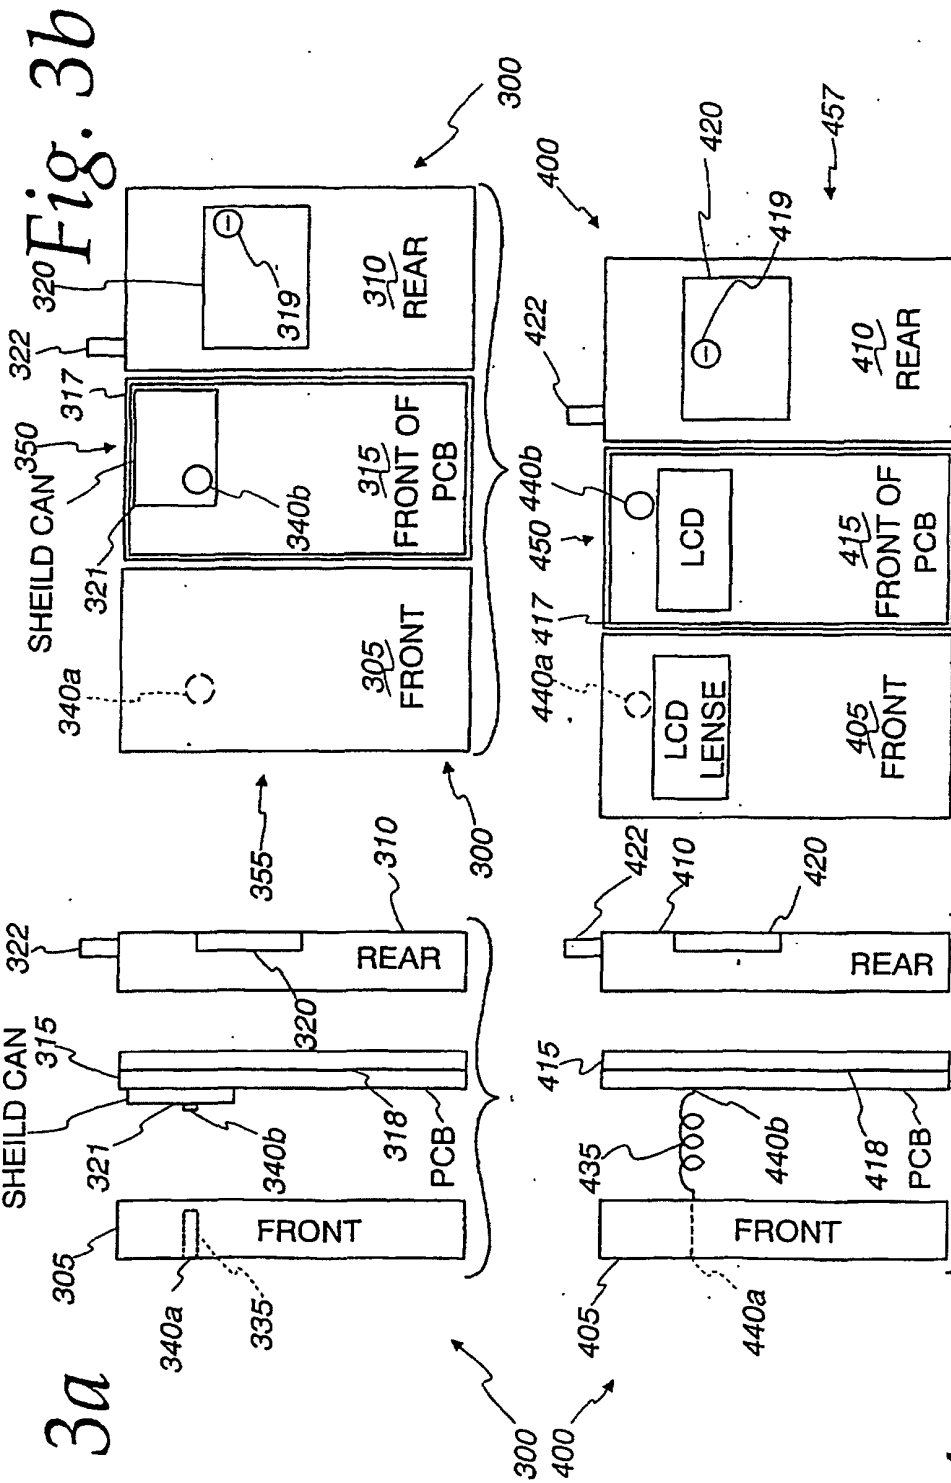 3a
SHEILD CAN
322
315
305
340a
335
321
340b
318
PCB
320
310
FRONT
REAR
300
Fig. 3b
SHEILD CAN
350
317
322
320
321
340a
340b
319
305
FRONT
315
FRONT OF
PCB
310
REAR
355
300
300
400
405
440a
435
440b
418
PCB
415
422
410
420
FRONT
REAR
440a
417
450
440b
422
400
420
419
457
LCD
LENSE
LCD
405
FRONT
415
FRONT OF
PCB
410
REAR